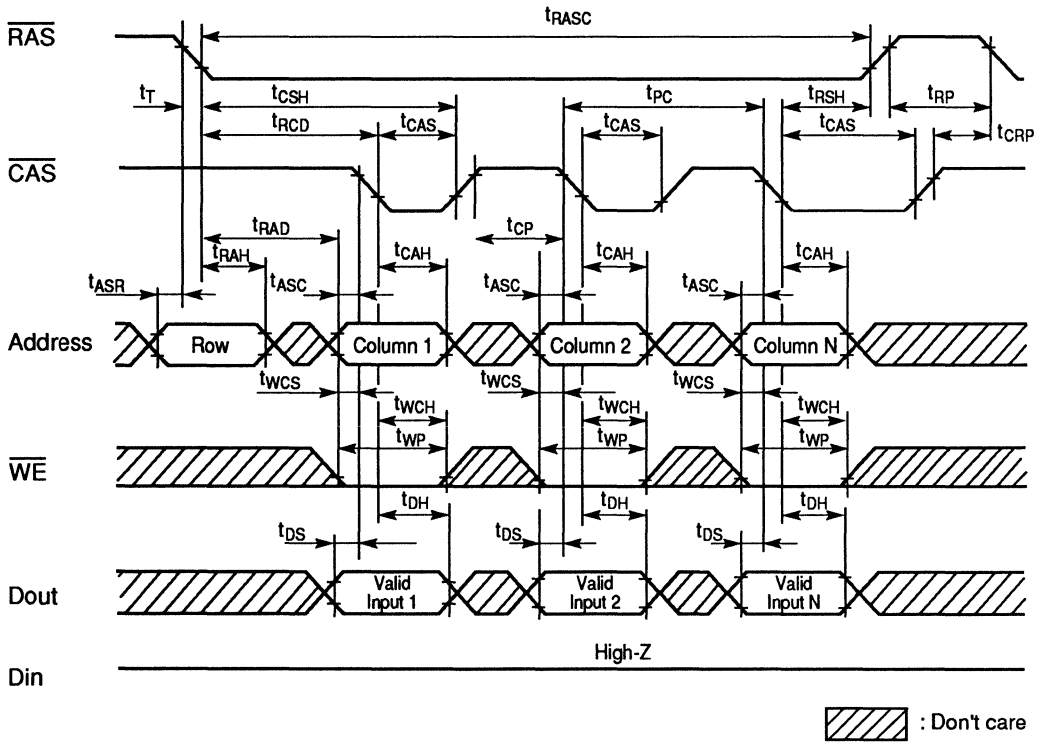 RAS
tRASC
tT
tCSH
tPC
tRSH
tRP
tRCD
tCAS
tCAS
tCAS
tCRP
CAS
tRAD
tCP
tRAH
tCAH
tCAH
tCAH
tASR
tASC
tASC
tASC
Address
Row
Column 1
Column 2
Column N
tWCS
tWCS
tWCS
tWCH
tWCH
tWCH
tWP
tWP
tWP
WE
tDH
tDH
tDH
tDS
tDS
tDS
Dout
Valid
Input 1
Valid
Input 2
Valid
Input N
High-Z
Din
: Don't care